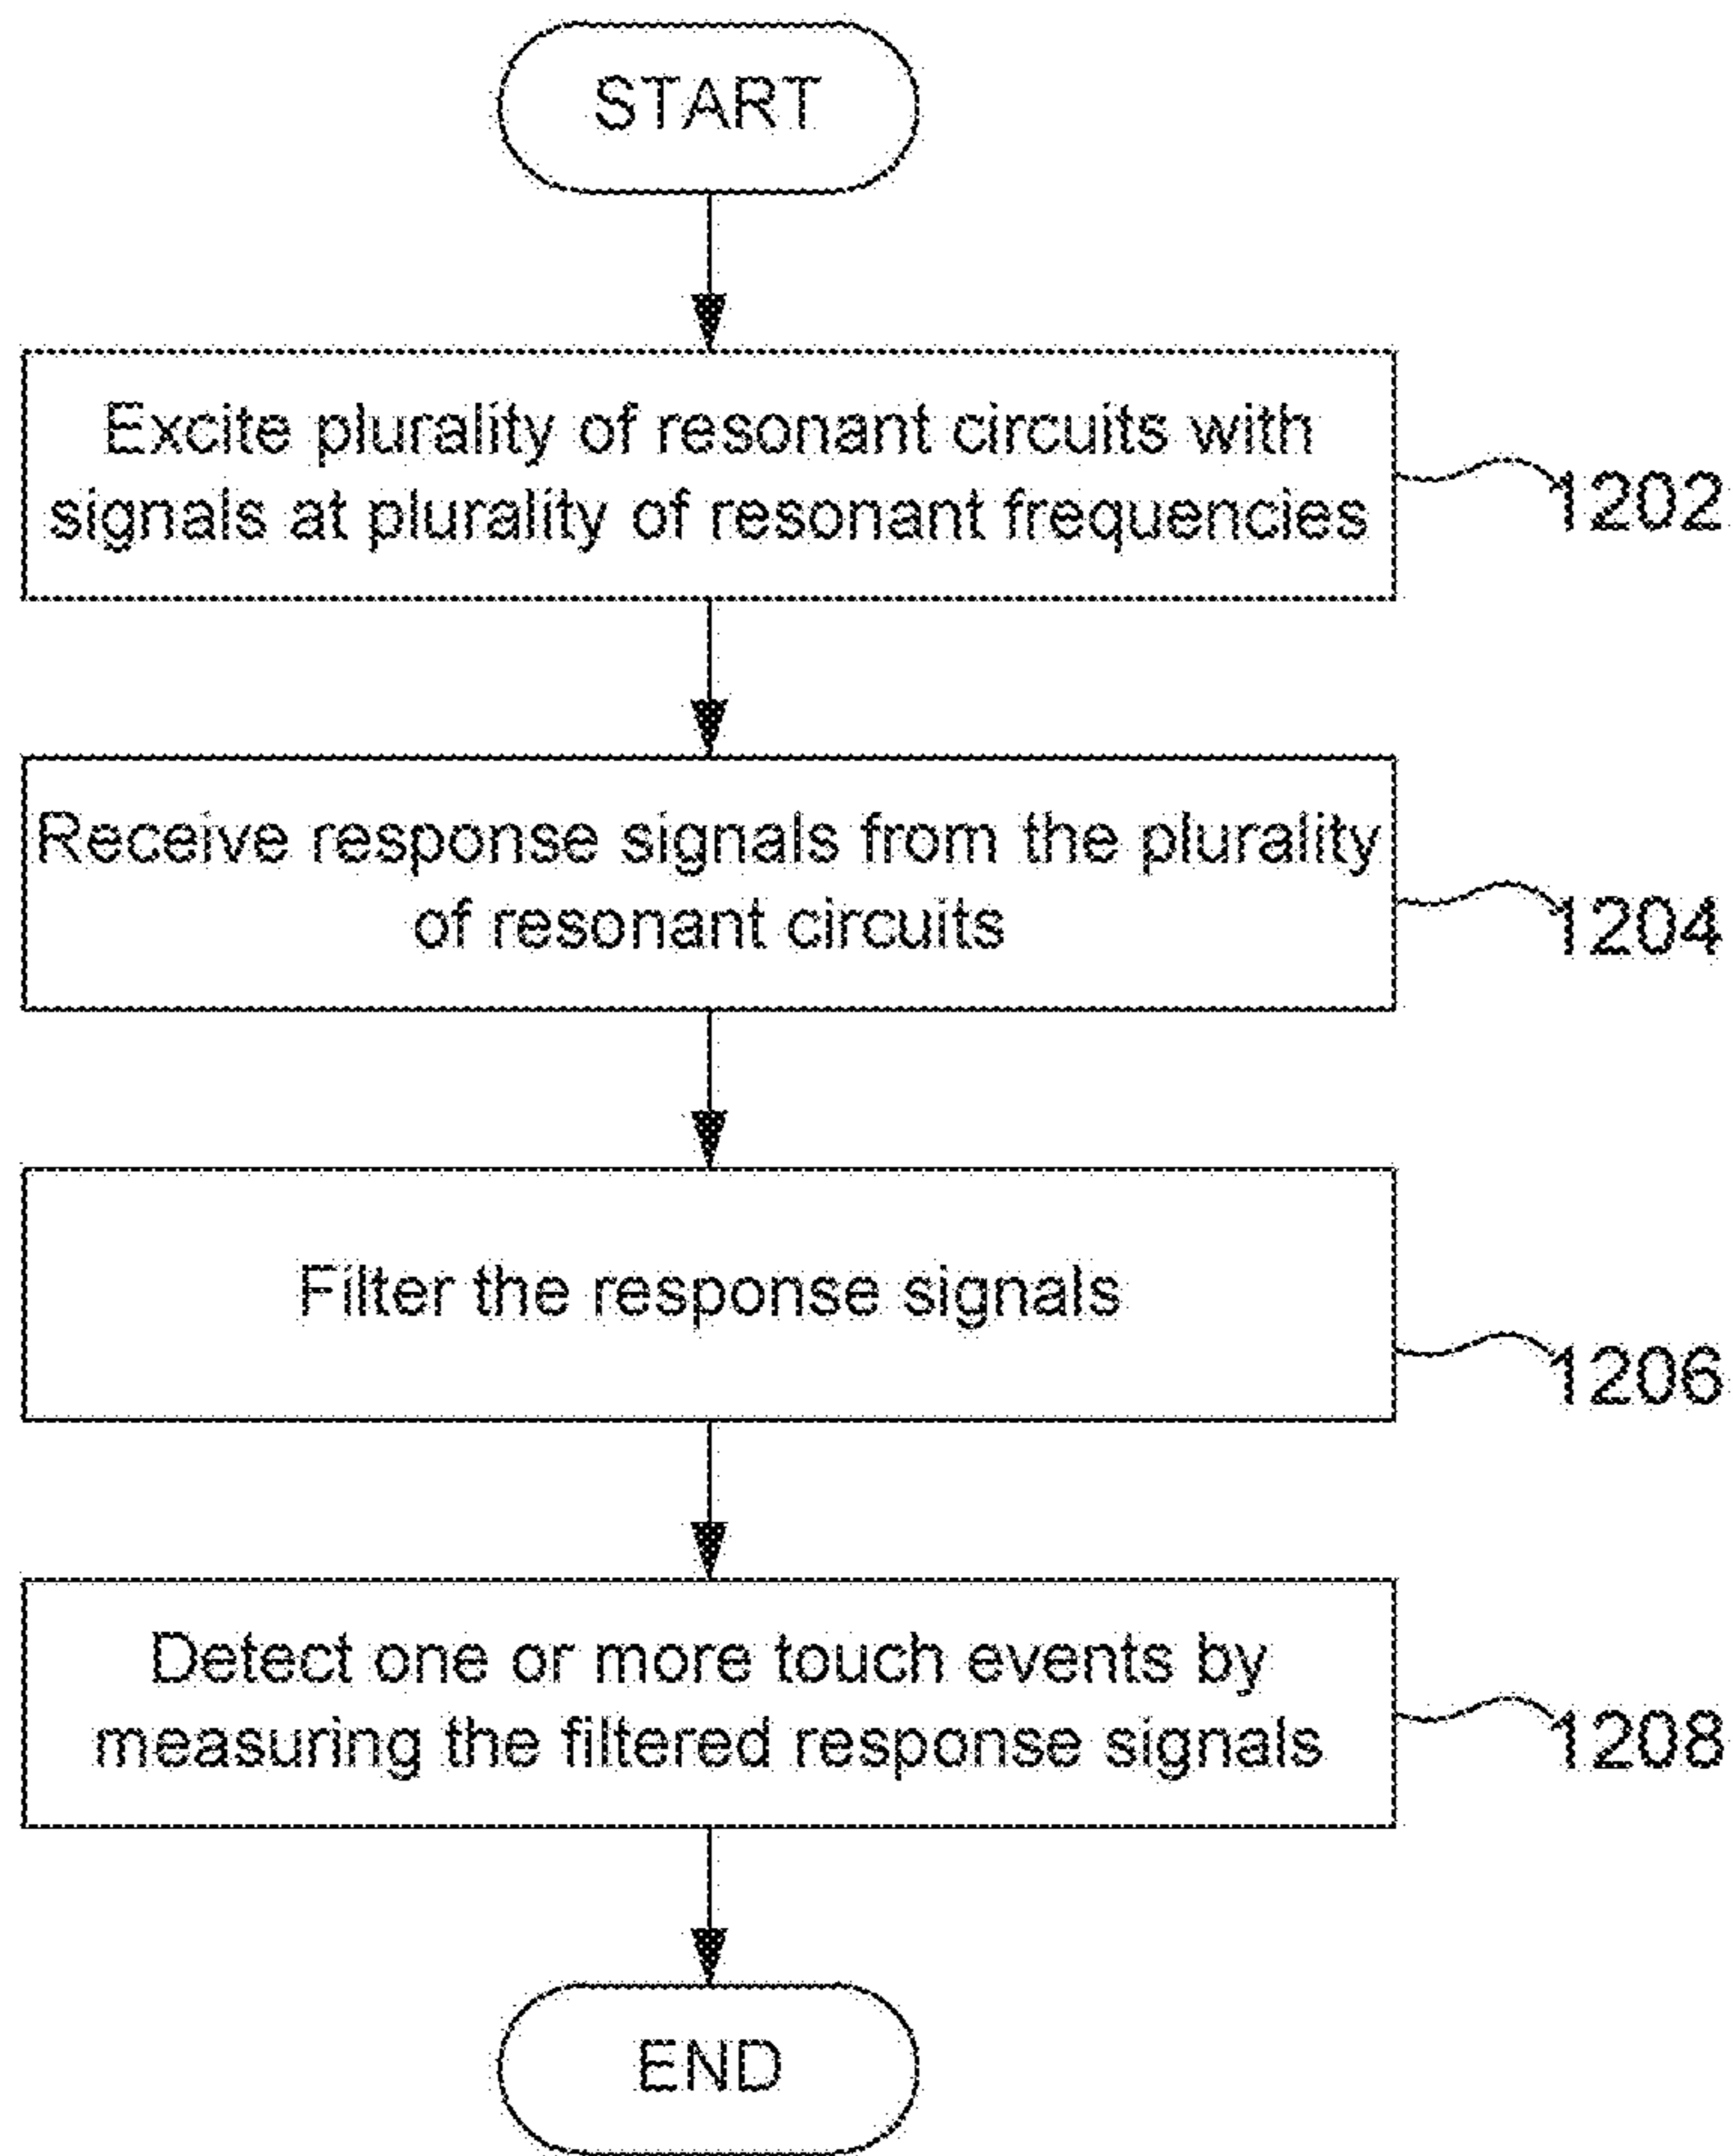 START
Excite plurality of resonant circuits with
signals at plurality of resonant frequencies
1202
Receive response signals from the plurality
of resonant circuits
1204
Filter the response signals
1206
Detect one or more touch events by
measuring the filtered response signals
1208
END